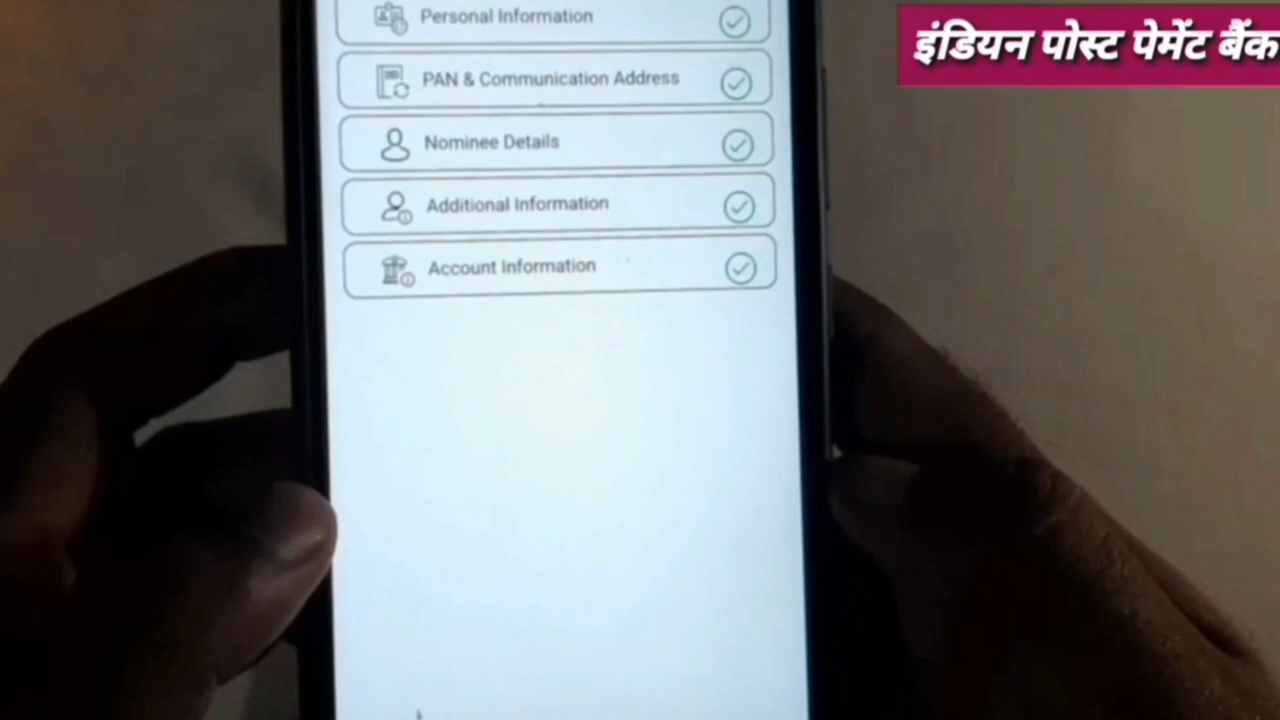 Personal Information
इंडियन पोस्ट पेमेंट बैंक
PAN & Communication Address
Nominee Details
Additional Information
Account Information